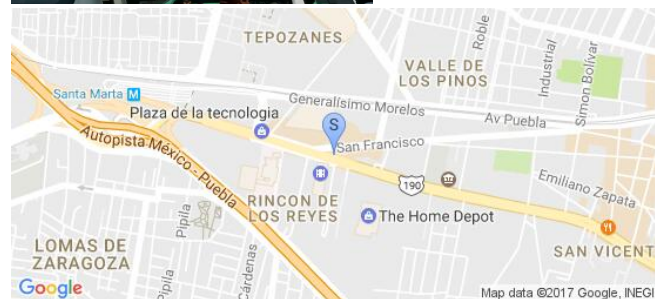 TEPOZANES
VALLE DE
LOS PINOS
Roble
Industrial
Simon Bolívar
Santa Marta M
Generalísimo Morelos
Plaza de la tecnologia
Av Puebla
S
San Francisco
Autopista México - Puebla
190
Emiliano Zapata
RINCON DE
LOS REYES
Pipila
The Home Depot
LOMAS DE
ZARAGOZA
Pipila
Cárdenas
SAN VICENT
Google
Map data ©2017 Google, INEGI